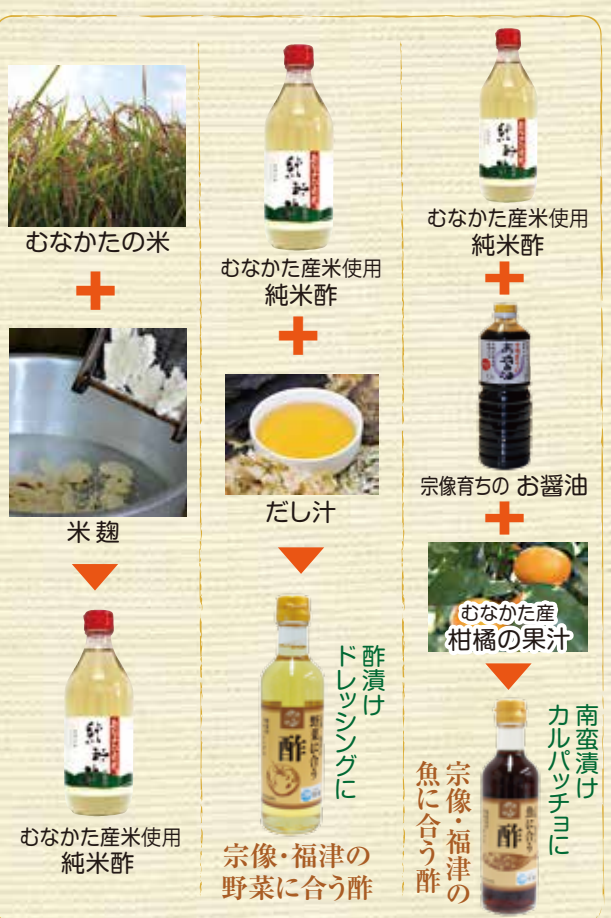 むなかたの米
+
米麹
むなかた産米使用
純米酢
むなかた産米使用
純米酢
+
だし汁
野菜に合う
酢
酢漬け
ドレッシングに
宗像・福津の
野菜に合う酢
むなかた産米使用
純米酢
+
宗像育ちの お醤油
+
むなかた産
柑橘の果汁
魚に合う
酢
南蛮漬け
カルパッチョに
宗像・福津の
魚に合う酢